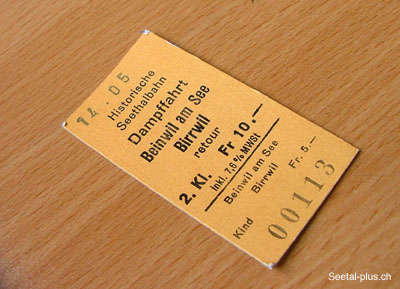 14.05
Historische
Seethalbahn
Dampffahrt
Beinwil am See
Birrwil
retour
2. Kl. Fr 10.—
inkl. 7,6% MWSt
Beinwil am See
Birrwil
Kind Fr. 5.—
00113
Seetal-plus.ch